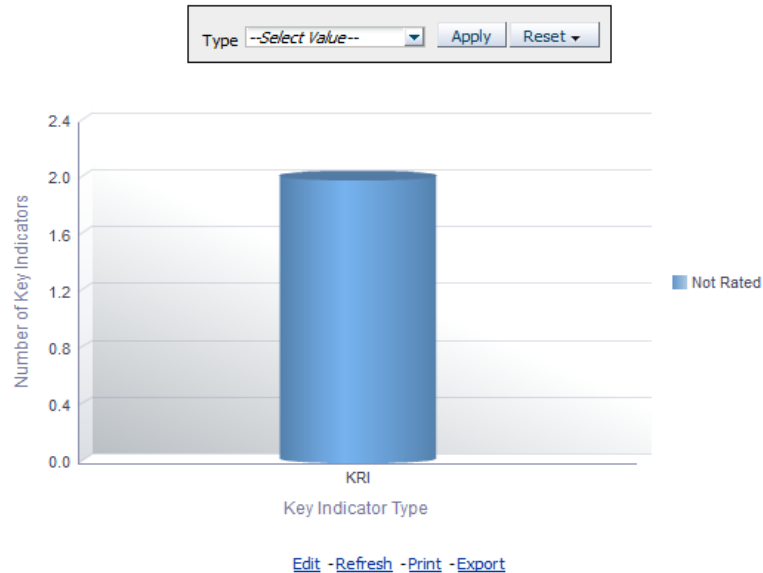 Type --Select Value-- Apply Reset
2.4
2.0
1.6
1.2
0.8
0.4
0.0
Number of Key Indicators
Not Rated
KRI
Key Indicator Type
Edit - Refresh - Print - Export